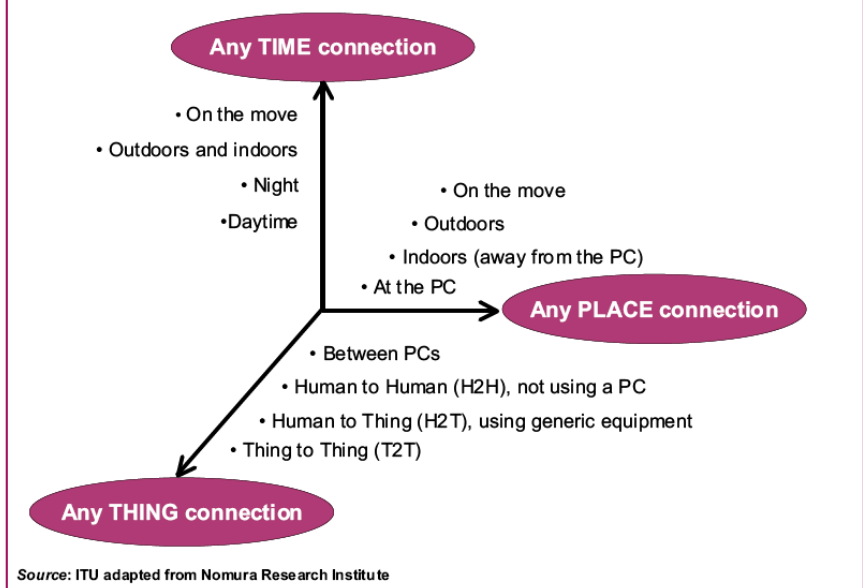 Any TIME connection
• On the move
• Outdoors and indoors
• Night
•Daytime
• On the move
• Outdoors
• Indoors (away from the PC)
• At the PC
Any PLACE connection
• Between PCs
• Human to Human (H2H), not using a PC
• Human to Thing (H2T), using generic equipment
• Thing to Thing (T2T)
Any THING connection
Source: ITU adapted from Nomura Research Institute